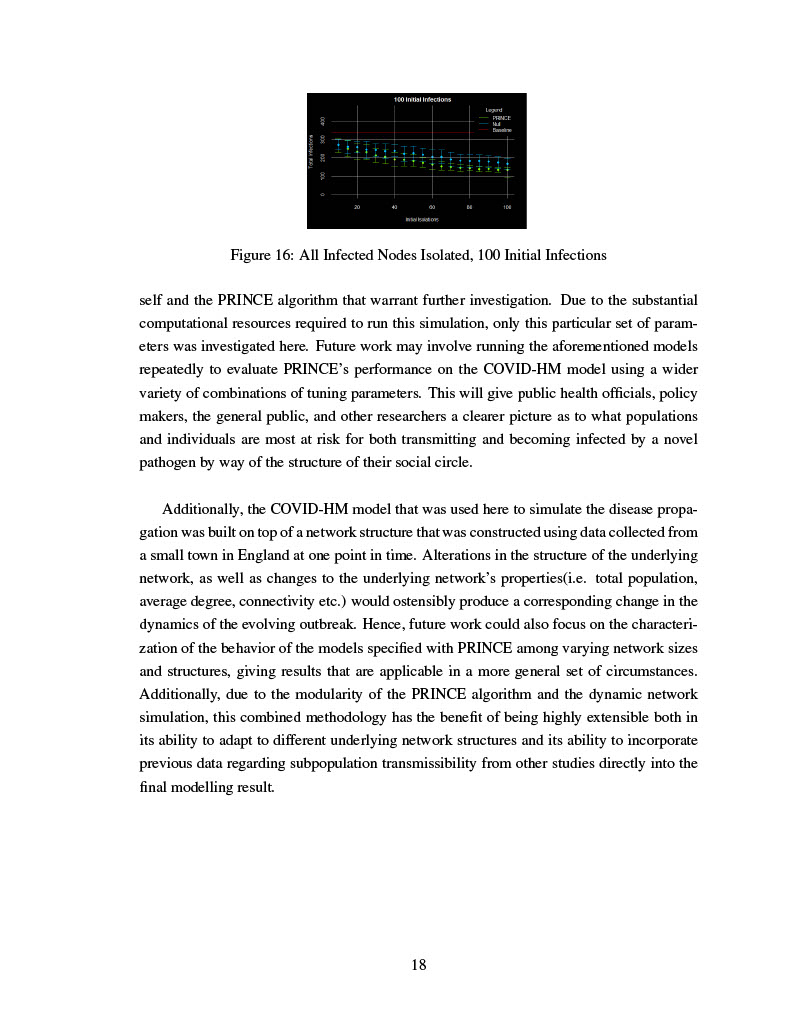 100 Initial Infections
Legend
PRINCE
Null
Baseline
Total Infections
0
100
200
300
400
20
40
60
80
100
Initial Isolations
Figure 16: All Infected Nodes Isolated, 100 Initial Infections
self and the PRINCE algorithm that warrant further investigation. Due to the substantial
computational resources required to run this simulation, only this particular set of param-
eters was investigated here. Future work may involve running the aforementioned models
repeatedly to evaluate PRINCE's performance on the COVID-HM model using a wider
variety of combinations of tuning parameters. This will give public health officials, policy
makers, the general public, and other researchers a clearer picture as to what populations
and individuals are most at risk for both transmitting and becoming infected by a novel
pathogen by way of the structure of their social circle.
Additionally, the COVID-HM model that was used here to simulate the disease propa-
gation was built on top of a network structure that was constructed using data collected from
a small town in England at one point in time. Alterations in the structure of the underlying
network, as well as changes to the underlying network's properties(i.e. total population,
average degree, connectivity etc.) would ostensibly produce a corresponding change in the
dynamics of the evolving outbreak. Hence, future work could also focus on the characteri-
zation of the behavior of the models specified with PRINCE among varying network sizes
and structures, giving results that are applicable in a more general set of circumstances.
Additionally, due to the modularity of the PRINCE algorithm and the dynamic network
simulation, this combined methodology has the benefit of being highly extensible both in
its ability to adapt to different underlying network structures and its ability to incorporate
previous data regarding subpopulation transmissibility from other studies directly into the
final modelling result.
18